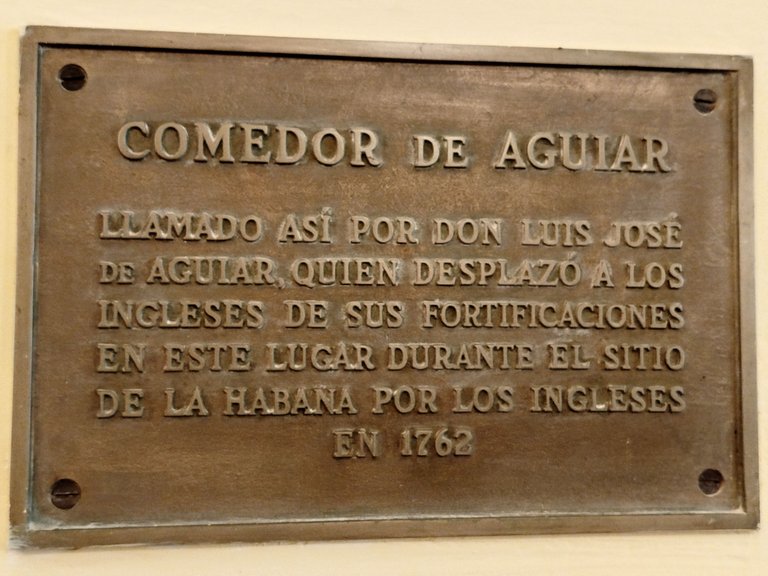 COMEDOR DE AGUIAR
LLAMADO ASÍ POR DON LUIS JOSÉ
DE AGUIAR, QUIEN DESPLAZÓ A LOS
INGLESES DE SUS FORTIFICACIONES
EN ESTE LUGAR DURANTE EL SITIO
DE LA HABANA POR LOS INGLESES
EN 1762